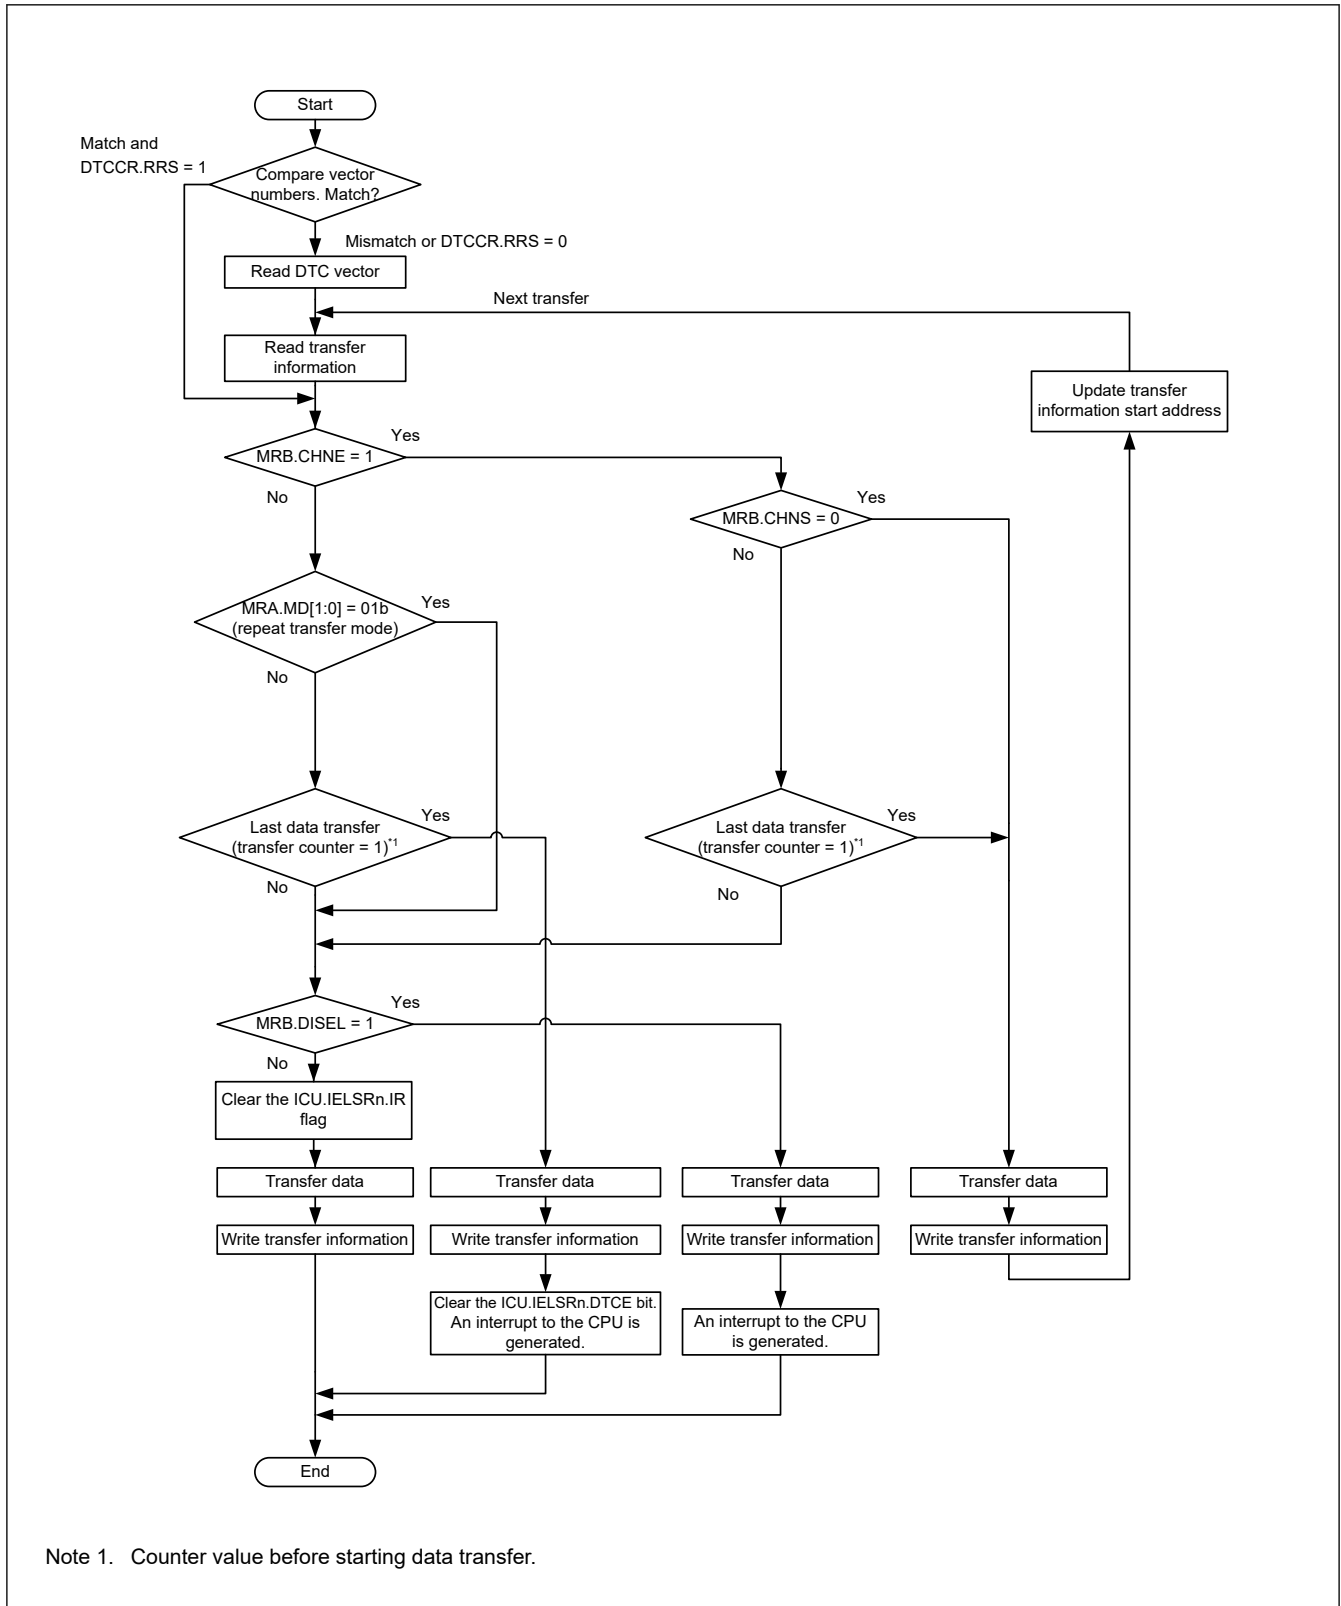 Start
Match and
DTCCR.RRS = 1
Compare vector
numbers. Match?
Mismatch or DTCCR.RRS = 0
Read DTC vector
Next transfer
Read transfer
information
Update transfer
information start address
Yes
MRB.CHNE = 1
No
Yes
MRB.CHNS = 0
No
MRA.MD[1:0] = 01b
(repeat transfer mode)
Yes
No
Last data transfer
(transfer counter = 1)*1
Yes
No
Last data transfer
(transfer counter = 1)*1
Yes
No
MRB.DISEL = 1
Yes
No
Clear the ICU.IELSRn.IR
flag
Transfer data
Transfer data
Transfer data
Transfer data
Write transfer information
Write transfer information
Write transfer information
Write transfer information
Clear the ICU.IELSRn.DTCE bit.
An interrupt to the CPU is
generated.
An interrupt to the CPU
is generated.
End
Note 1. Counter value before starting data transfer.